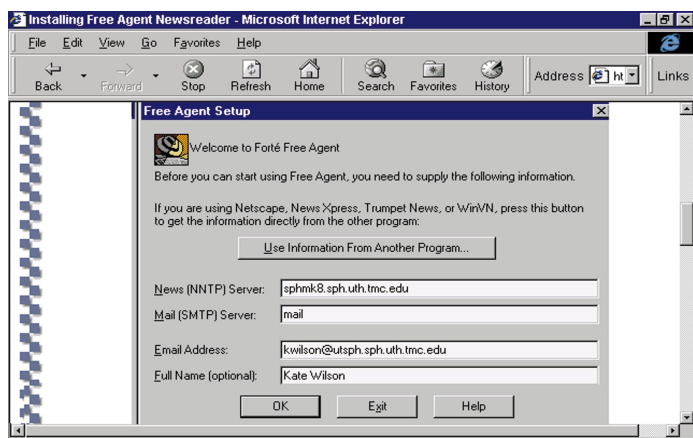 Installing Free Agent Newsreader - Microsoft Internet Explorer
File Edit View Go Favorites Help
Back Forward Stop Refresh Home Search Favorites History Address ht Links
Free Agent Setup
Welcome to Forté Free Agent
Before you can start using Free Agent, you need to supply the following information.
If you are using Netscape, News Xpress, Trumpet News, or WinVN, press this button
to get the information directly from the other program:
Use Information From Another Program...
News (NNTP) Server: sphmk8.sph.uth.tmc.edu
Mail (SMTP) Server: mail
Email Address: kwilson@utsph.sph.uth.tmc.edu
Full Name (optional): Kate Wilson
OK Exit Help